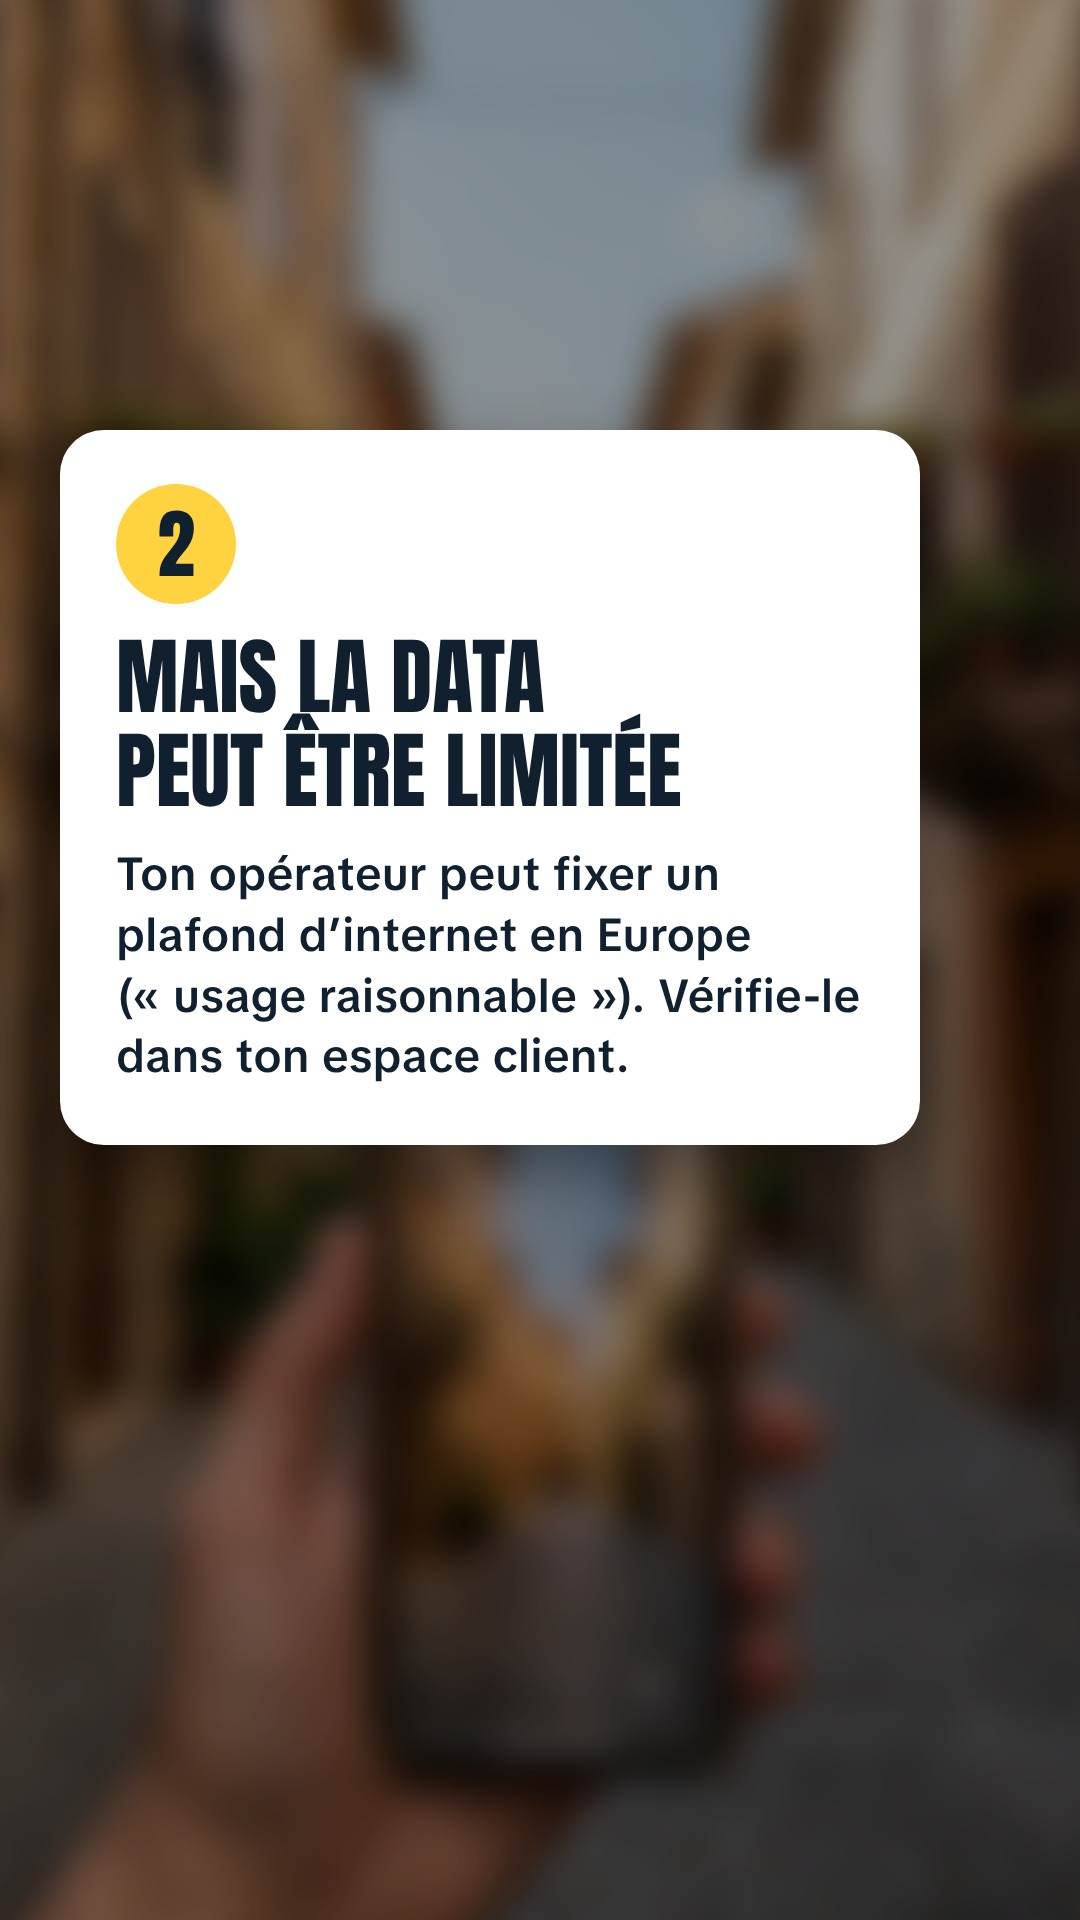 2
MAIS LA DATA
PEUT ÊTRE LIMITÉE
Ton opérateur peut fixer un
plafond d’internet en Europe
(« usage raisonnable »). Vérifie-le
dans ton espace client.